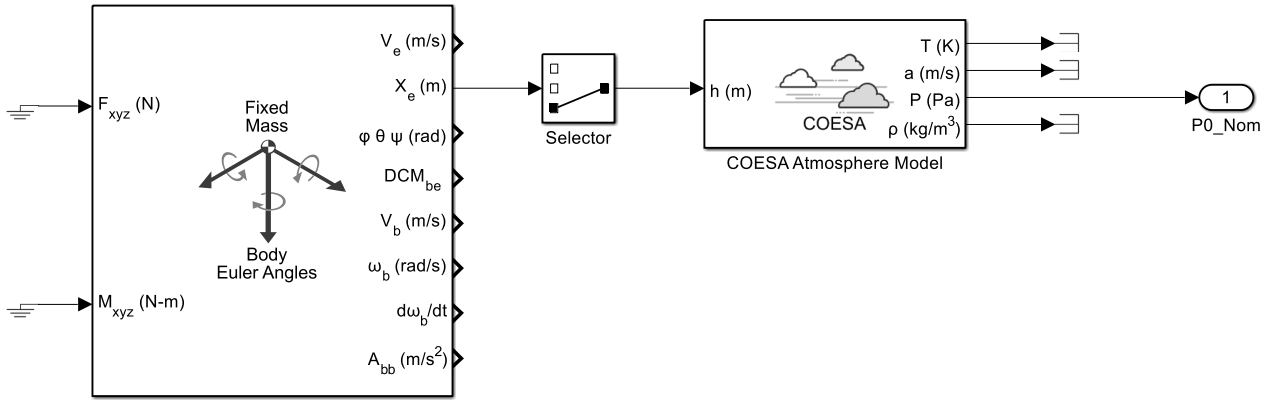 F_xyz (N)
M_xyz (N-m)
Fixed
Mass
Body
Euler Angles
V_e (m/s)
X_e (m)
φ θ ψ (rad)
DCM_be
V_b (m/s)
ω_b (rad/s)
dω_b/dt
A_bb (m/s²)
Selector
h (m)
COESA
T (K)
a (m/s)
P (Pa)
ρ (kg/m³)
COESA Atmosphere Model
1
P0_Nom